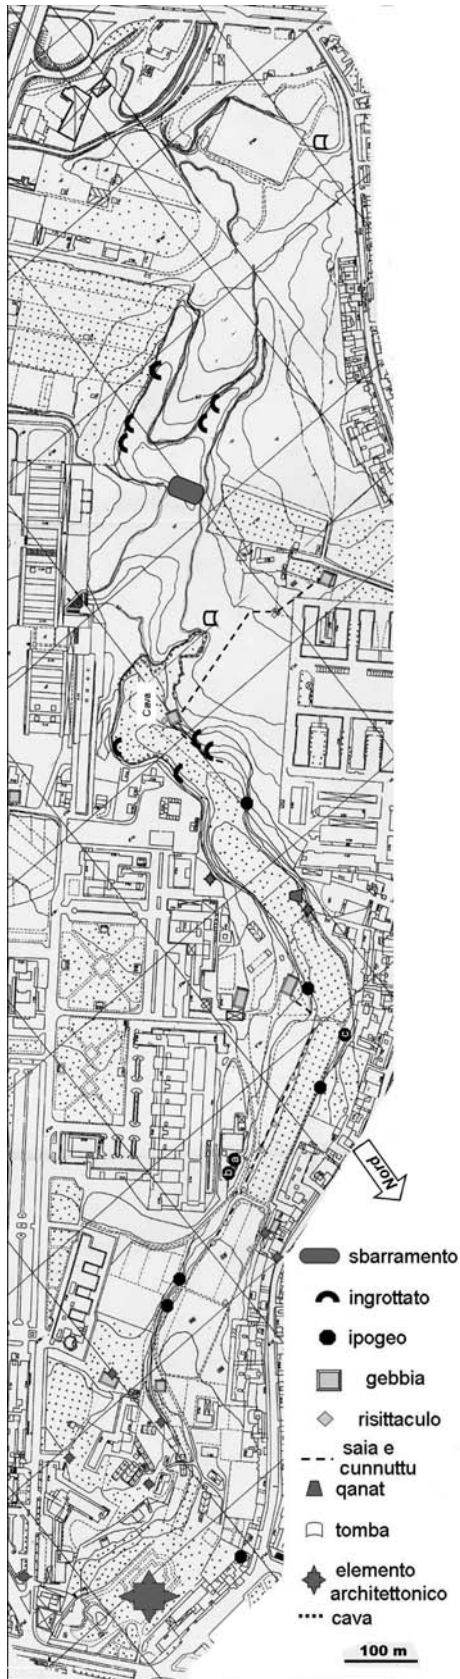 Cava
c
a
b
Nord
sbarramento
ingrottato
ipogeo
gebbia
risittaculo
saia e
cunnuttu
qanat
tomba
elemento
architettonico
cava
100 m